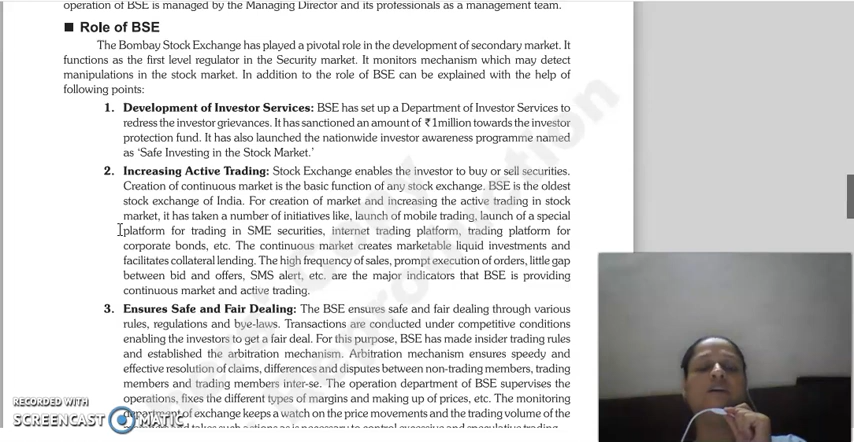 operation of BSE is managed by the Managing Director and its professionals as a management team.
■ Role of BSE
The Bombay Stock Exchange has played a pivotal role in the development of secondary market. It
functions as the first level regulator in the Security market. It monitors mechanism which may detect
manipulations in the stock market. In addition to the role of BSE can be explained with the help of
following points:
1. Development of Investor Services: BSE has set up a Department of Investor Services to
redress the investor grievances. It has sanctioned an amount of ₹ 1million towards the investor
protection fund. It has also launched the nationwide investor awareness programme named
as 'Safe Investing in the Stock Market.'
2. Increasing Active Trading: Stock Exchange enables the investor to buy or sell securities.
Creation of continuous market is the basic function of any stock exchange. BSE is the oldest
stock exchange of India. For creation of market and increasing the active trading in stock
market, it has taken a number of initiatives like, launch of mobile trading, launch of a special
platform for trading in SME securities, internet trading platform, trading platform for
corporate bonds, etc. The continuous market creates marketable liquid investments and
facilitates collateral lending. The high frequency of sales, prompt execution of orders, little gap
between bid and offers, SMS alert, etc. are the major indicators that BSE is providing
continuous market and active trading.
3. Ensures Safe and Fair Dealing: The BSE ensures safe and fair dealing through various
rules, regulations and bye-laws. Transactions are conducted under competitive conditions
enabling the investors to get a fair deal. For this purpose, BSE has made insider trading rules
and established the arbitration mechanism. Arbitration mechanism ensures speedy and
effective resolution of claims, differences and disputes between non-trading members, trading
members and trading members inter-se. The operation department of BSE supervises the
operations, fixes the different types of margins and making up of prices, etc. The monitoring
department of exchange keeps a watch on the price movements and the trading volume of the
and takes such actions as is necessary to control excessive and speculative trading
RECORDED WITH
SCREENCAST MATIC